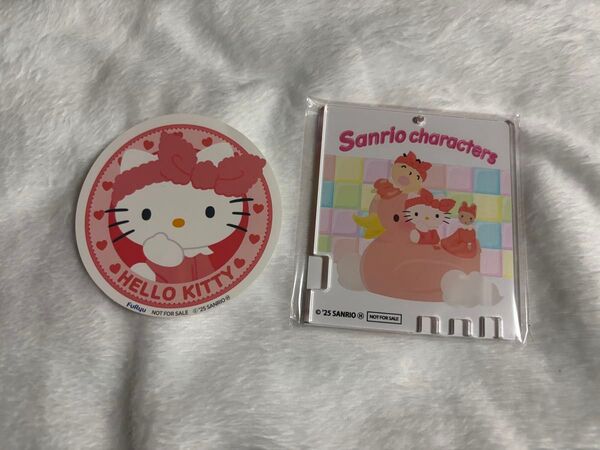 HELLO KITTY
FuRyu NOT FOR SALE © '25 SANRIO Ⓗ
Sanrio characters
© '25 SANRIO Ⓗ NOT FOR SALE